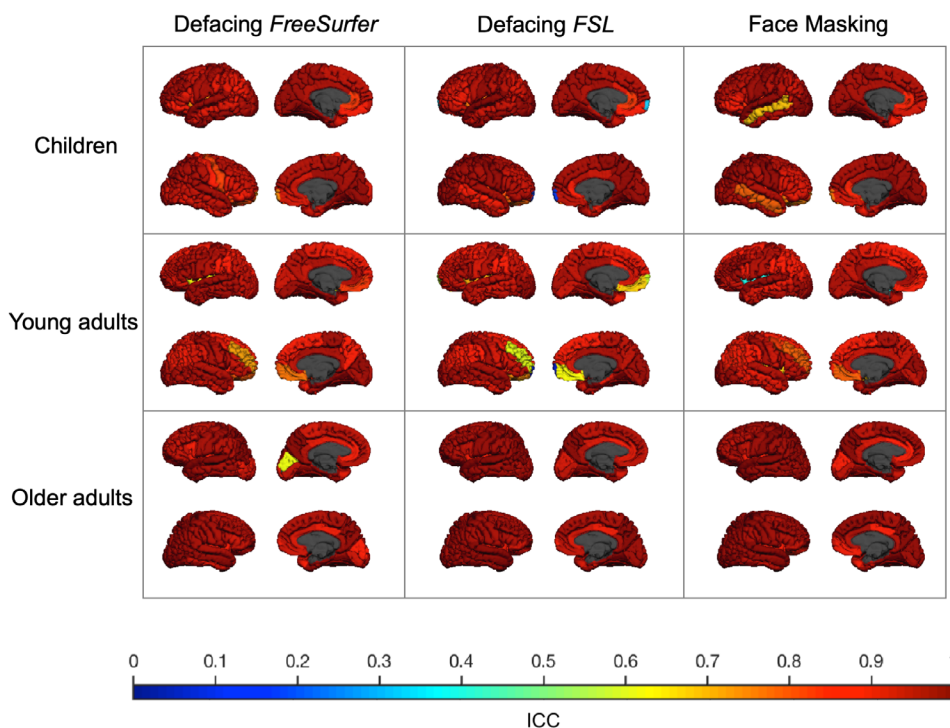 Defacing FreeSurfer Defacing FSL Face Masking
Children
Young adults
Older adults
0 0.1 0.2 0.3 0.4 0.5 0.6 0.7 0.8 0.9
ICC